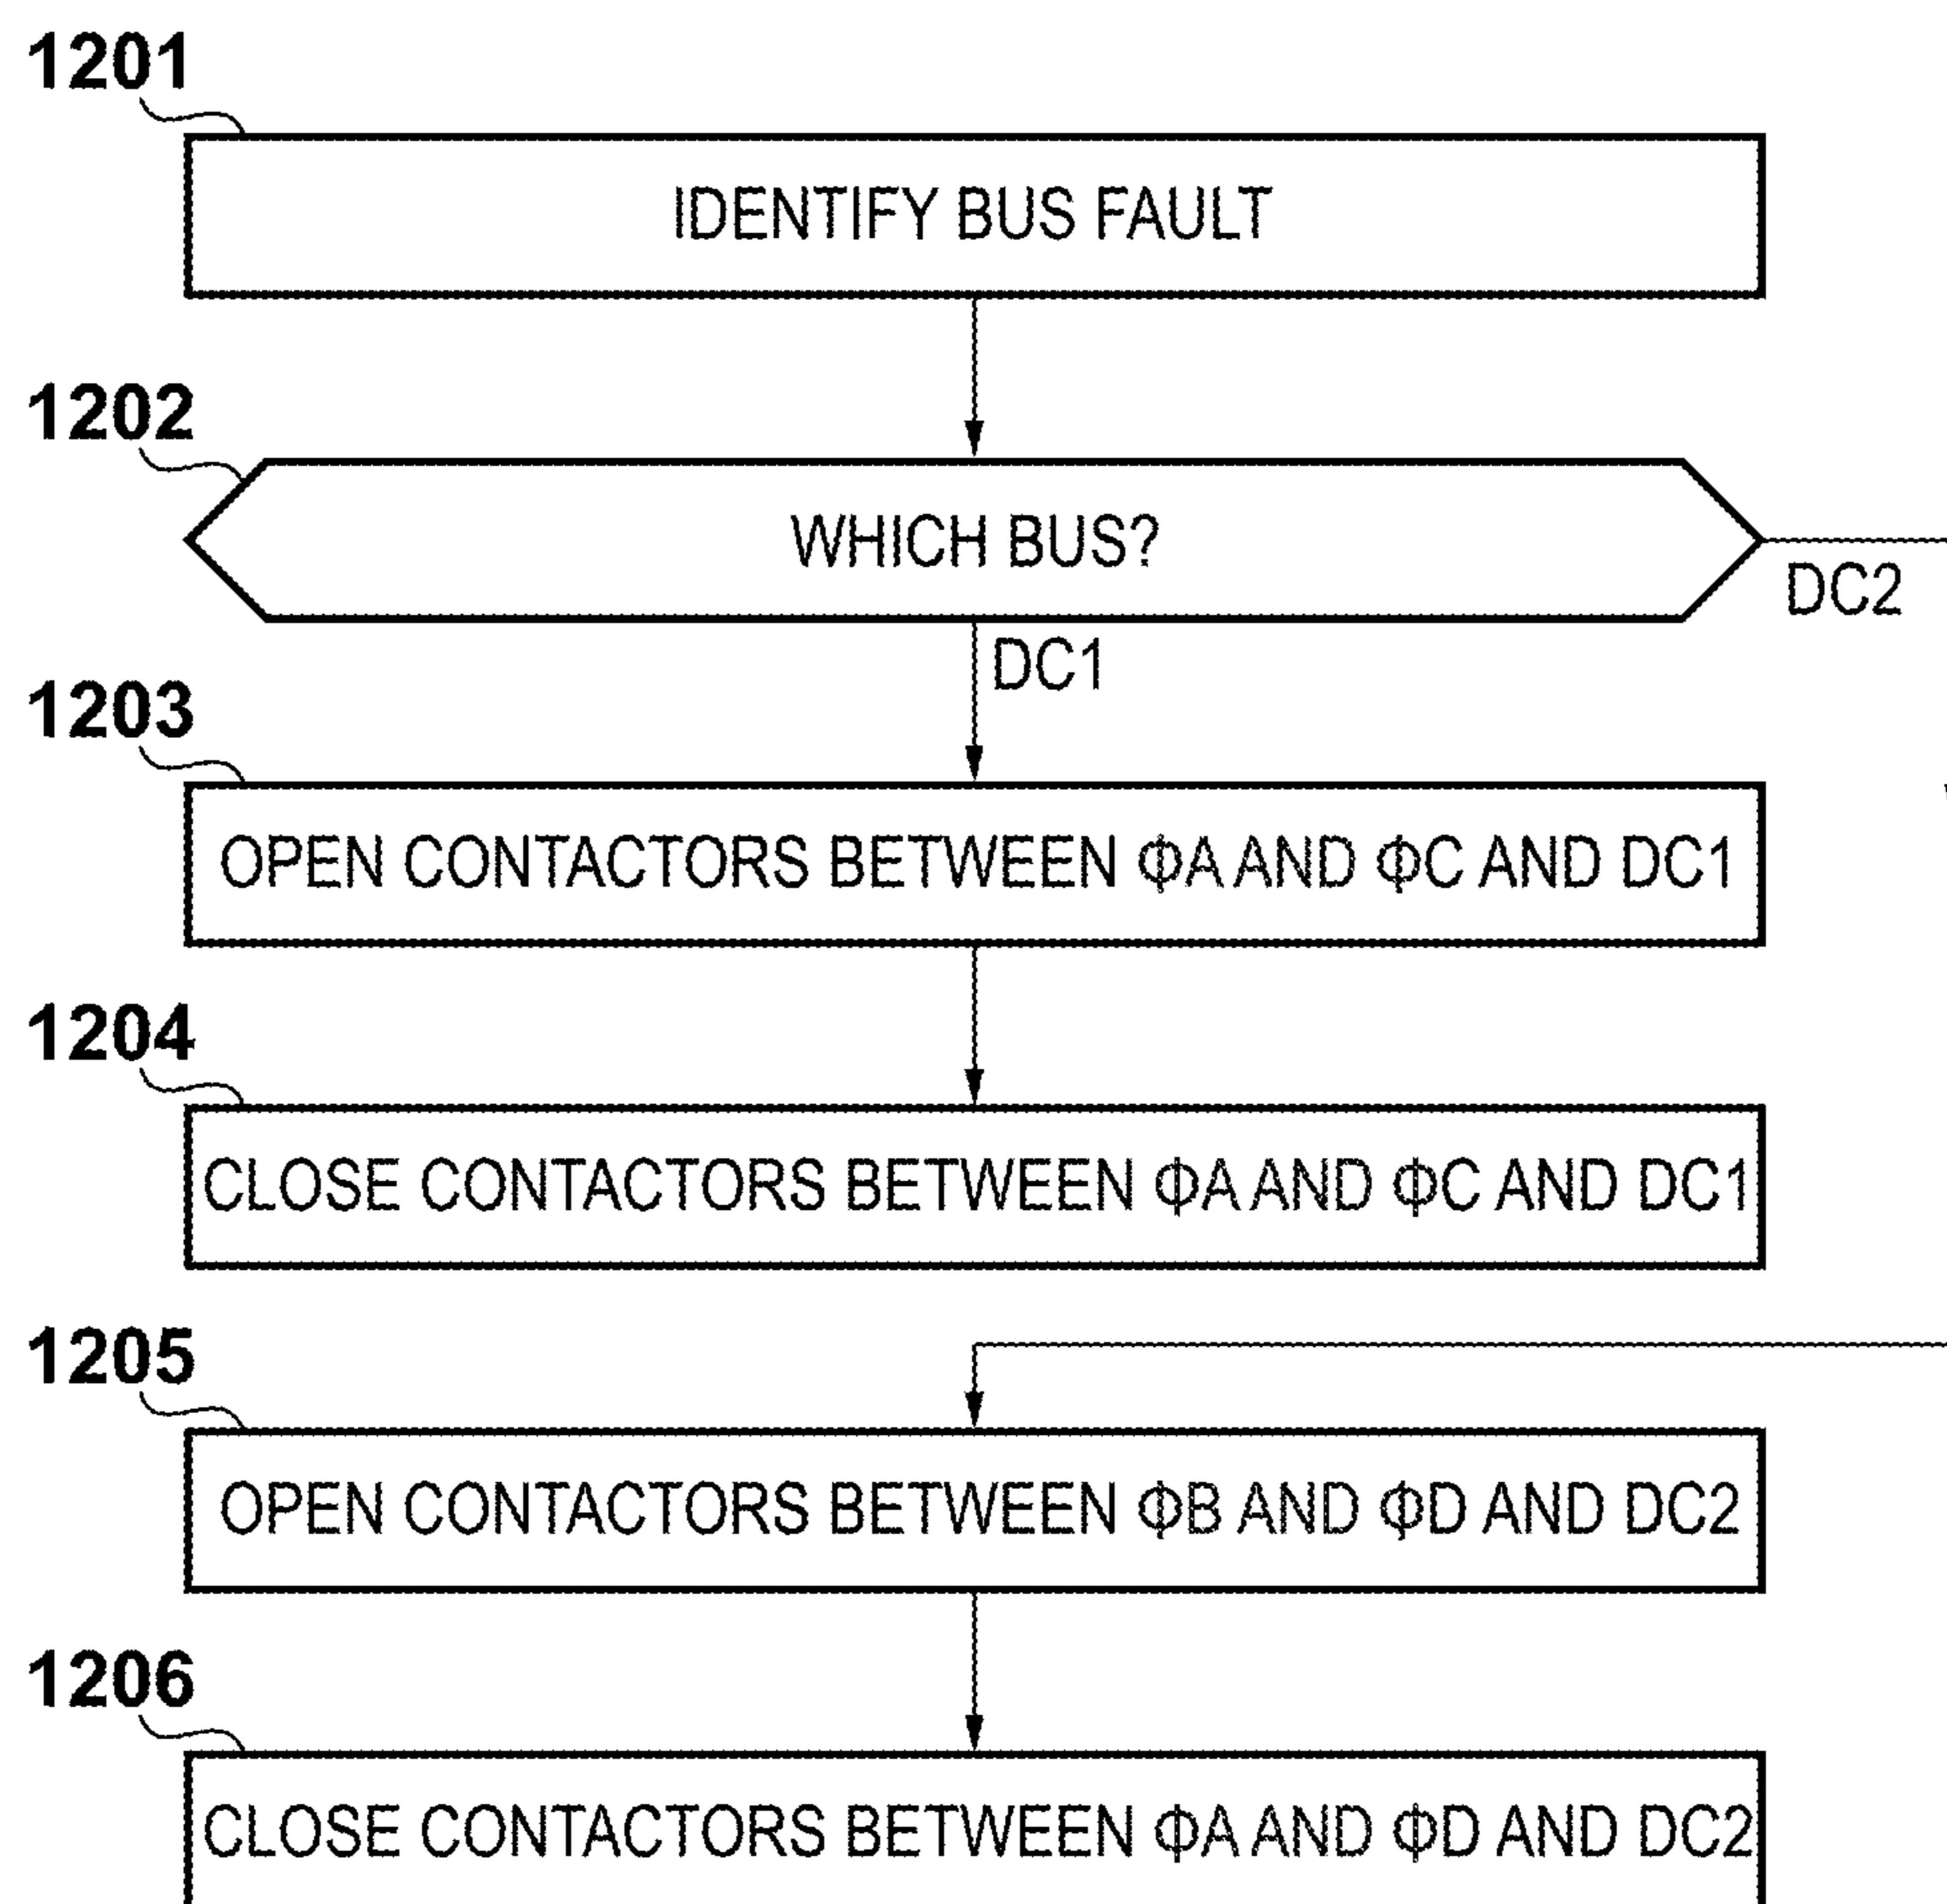 1201
IDENTIFY BUS FAULT
1202
WHICH BUS?
DC2
DC1
1203
OPEN CONTACTORS BETWEEN ΦA AND ΦC AND DC1
1204
CLOSE CONTACTORS BETWEEN ΦA AND ΦC AND DC1
1205
OPEN CONTACTORS BETWEEN ΦB AND ΦD AND DC2
1206
CLOSE CONTACTORS BETWEEN ΦA AND ΦD AND DC2